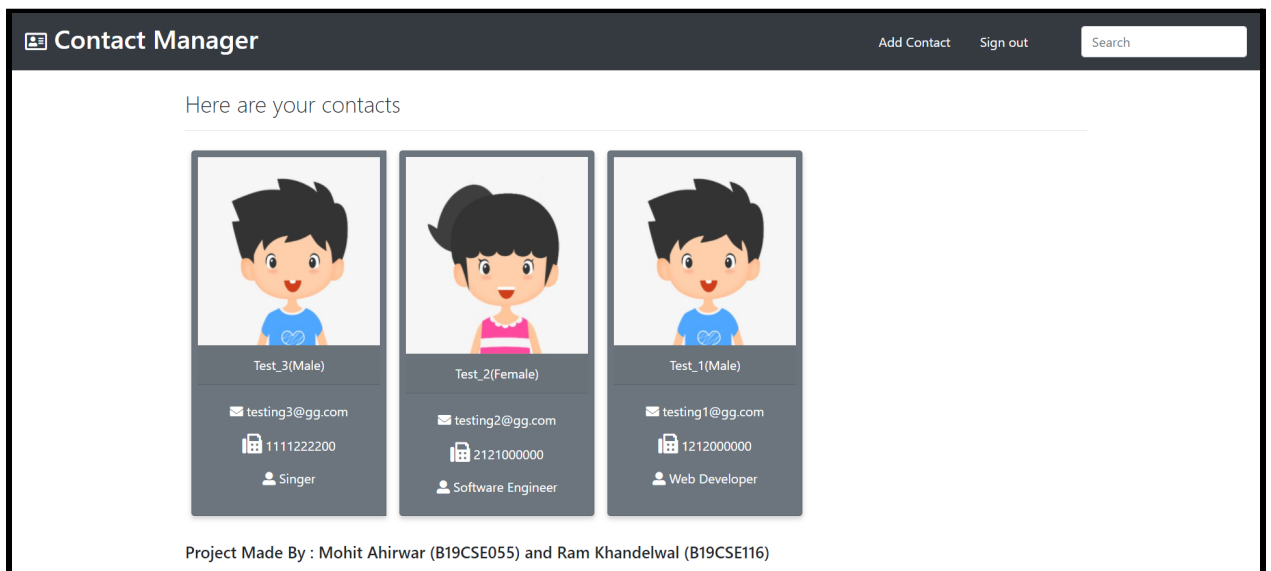 Contact Manager
Add Contact
Sign out
Search
Here are your contacts
Test_3(Male)
testing3@gg.com
1111222200
Singer
Test_2(Female)
testing2@gg.com
2121000000
Software Engineer
Test_1(Male)
testing1@gg.com
1212000000
Web Developer
Project Made By : Mohit Ahirwar (B19CSE055) and Ram Khandelwal (B19CSE116)